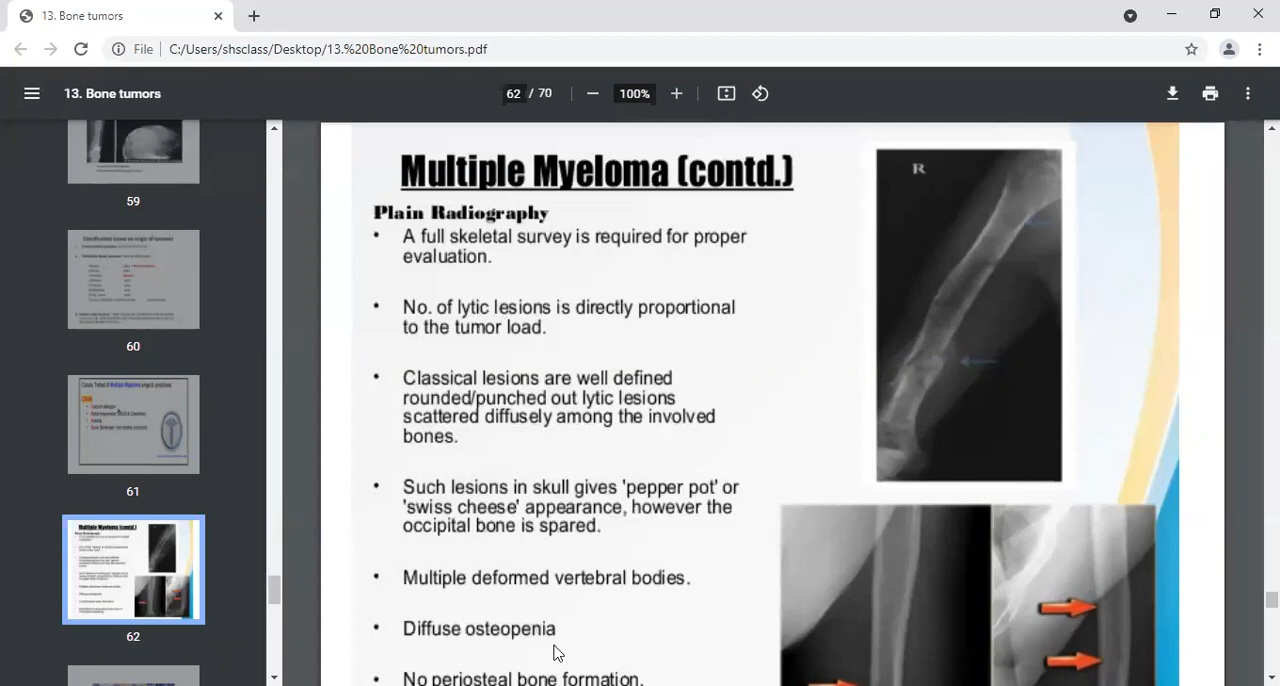 13. Bone tumors
File
C:/Users/shsclass/Desktop/13.%20Bone%20tumors.pdf
13. Bone tumors
62 / 70
100%
59
60
61
62
Multiple Myeloma (contd.)
Plain Radiography
• A full skeletal survey is required for proper
evaluation.
• No. of lytic lesions is directly proportional
to the tumor load.
• Classical lesions are well defined
rounded/punched out lytic lesions
scattered diffusely among the involved
bones.
• Such lesions in skull gives 'pepper pot' or
'swiss cheese' appearance, however the
occipital bone is spared.
• Multiple deformed vertebral bodies.
• Diffuse osteopenia
• No periosteal bone formation.
R